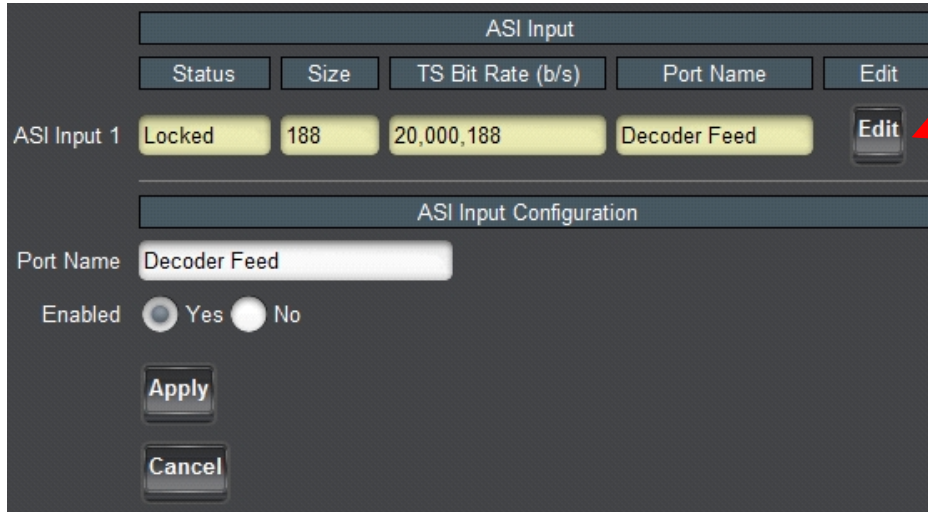 ASI Input
Status Size TS Bit Rate (b/s) Port Name Edit
ASI Input 1 Locked 188 20,000,188 Decoder Feed Edit
ASI Input Configuration
Port Name Decoder Feed
Enabled Yes No
Apply
Cancel